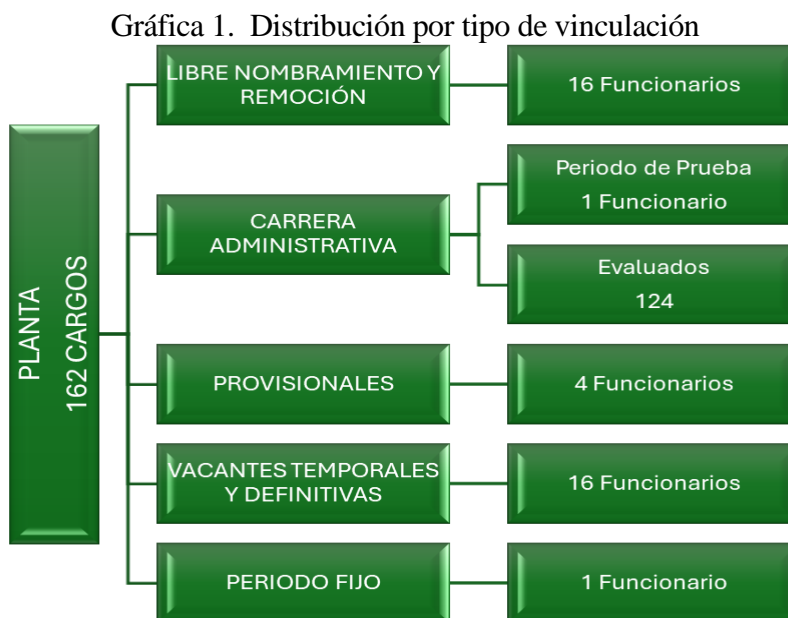 Gráfica 1. Distribución por tipo de vinculación
PLANTA
162 CARGOS
LIBRE NOMBRAMIENTO Y
REMOCIÓN
16 Funcionarios
CARRERA
ADMINISTRATIVA
Periodo de Prueba
1 Funcionario
Evaluados
124
PROVISIONALES
4 Funcionarios
VACANTES TEMPORALES
Y DEFINITIVAS
16 Funcionarios
PERIODO FIJO
1 Funcionario